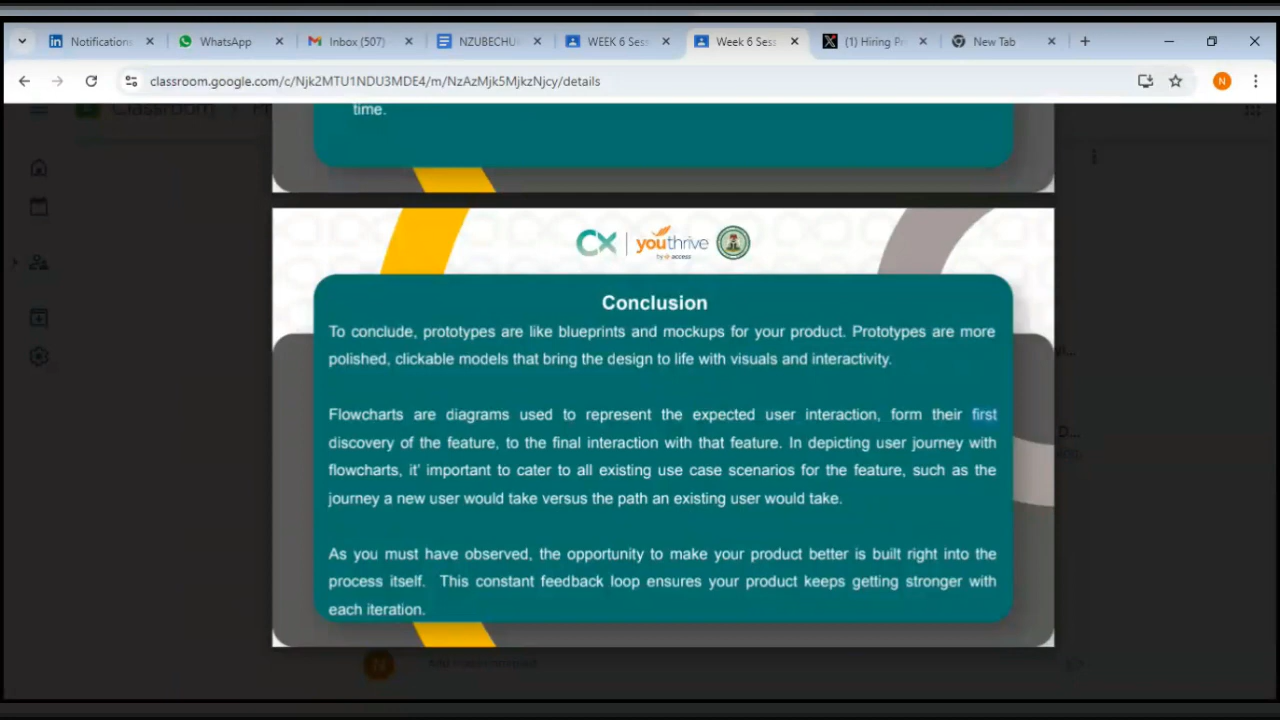 Notifications
WhatsApp
Inbox (507)
NZUBECHUK
WEEK 6 Sess
Week 6 Sess
(1) Hiring Pr
New Tab
classroom.google.com/c/Njk2MTU1NDU3MDE4/m/NzAzMjk5MjkzNjcy/details
N
Classroom
time.
CX youthrive
by access
Conclusion
To conclude, prototypes are like blueprints and mockups for your product. Prototypes are more
polished, clickable models that bring the design to life with visuals and interactivity.
Flowcharts are diagrams used to represent the expected user interaction, form their first
discovery of the feature, to the final interaction with that feature. In depicting user journey with
flowcharts, it' important to cater to all existing use case scenarios for the feature, such as the
journey a new user would take versus the path an existing user would take.
As you must have observed, the opportunity to make your product better is built right into the
process itself. This constant feedback loop ensures your product keeps getting stronger with
each iteration.